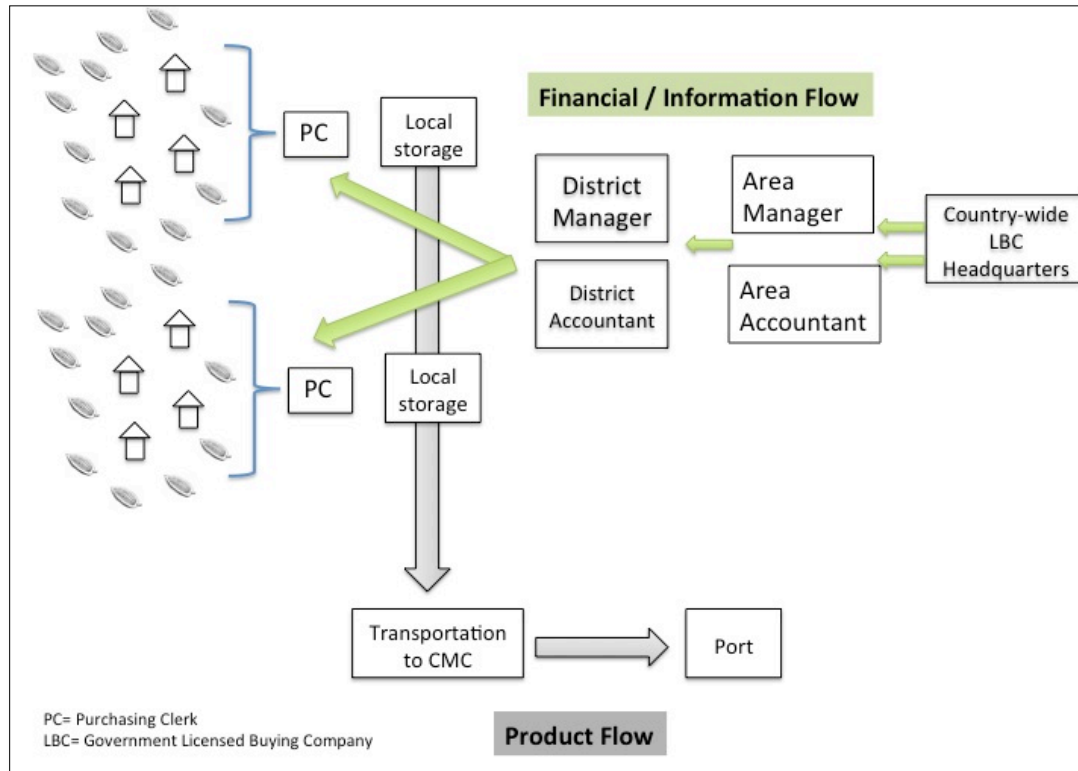 Financial / Information Flow
PC
Local
storage
District
Manager
Area
Manager
Country-wide
LBC
Headquarters
District
Accountant
Area
Accountant
PC
Local
storage
Transportation
to CMC
Port
PC= Purchasing Clerk
LBC= Government Licensed Buying Company
Product Flow